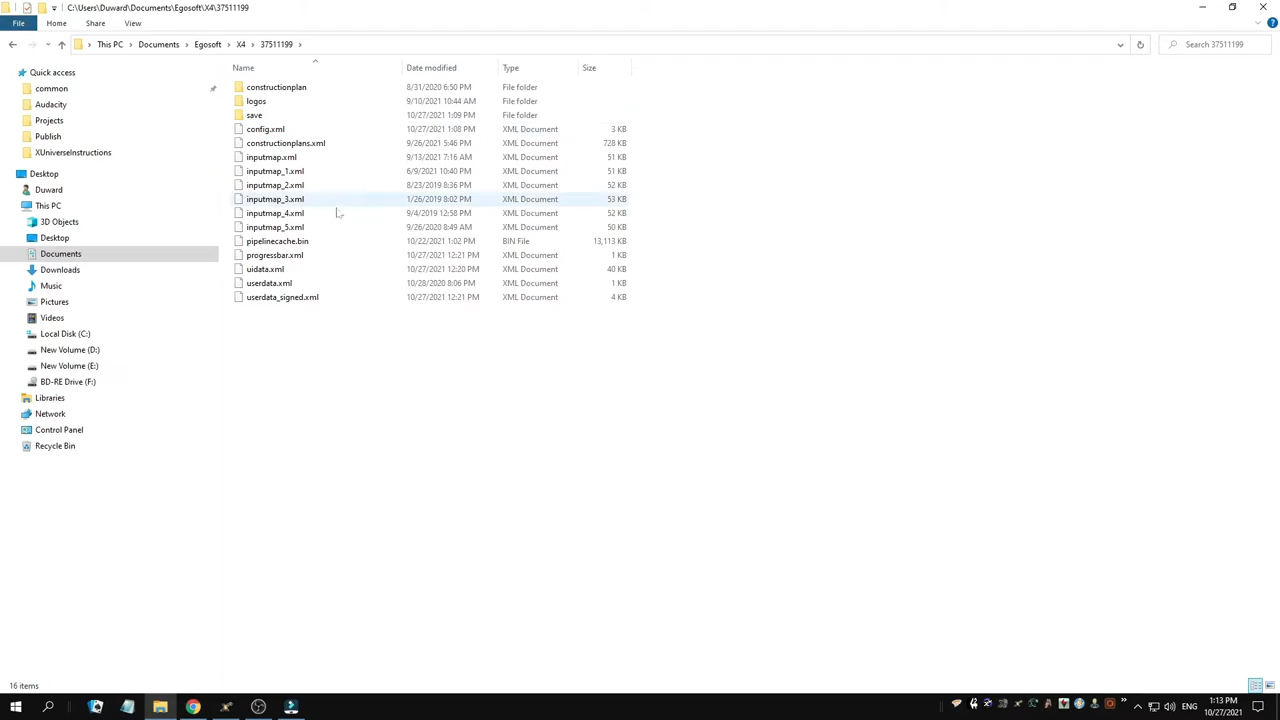 C:\Users\Duward\Documents\Egosoft\X4\37511199
File Home Share View
This PC Documents Egosoft X4 37511199 Search 37511199
Name Date modified Type Size
Quick access
common
Audacity
Projects
Publish
XUniverseInstructions
Desktop
Duward
This PC
3D Objects
Desktop
Documents
Downloads
Music
Pictures
Videos
Local Disk (C:)
New Volume (D:)
New Volume (E:)
BD-RE Drive (F:)
Libraries
Network
Control Panel
Recycle Bin
constructionplan 8/31/2020 6:50 PM File folder
logos 9/10/2021 10:44 AM File folder
save 10/27/2021 1:09 PM File folder
config.xml 10/27/2021 1:08 PM XML Document 3 KB
constructionplans.xml 9/26/2021 5:46 PM XML Document 728 KB
inputmap.xml 9/13/2021 7:16 AM XML Document 51 KB
inputmap_1.xml 6/9/2021 10:40 PM XML Document 51 KB
inputmap_2.xml 8/23/2019 8:36 PM XML Document 52 KB
inputmap_3.xml 1/26/2019 8:02 PM XML Document 53 KB
inputmap_4.xml 9/4/2019 12:58 PM XML Document 52 KB
inputmap_5.xml 9/26/2020 8:49 AM XML Document 50 KB
pipelinecache.bin 10/22/2021 1:02 PM BIN File 13,113 KB
progressbar.xml 10/27/2021 12:21 PM XML Document 1 KB
uidata.xml 10/27/2021 12:20 PM XML Document 40 KB
userdata.xml 10/28/2020 8:06 PM XML Document 1 KB
userdata_signed.xml 10/27/2021 12:21 PM XML Document 4 KB
16 items
ENG 1:13 PM
10/27/2021